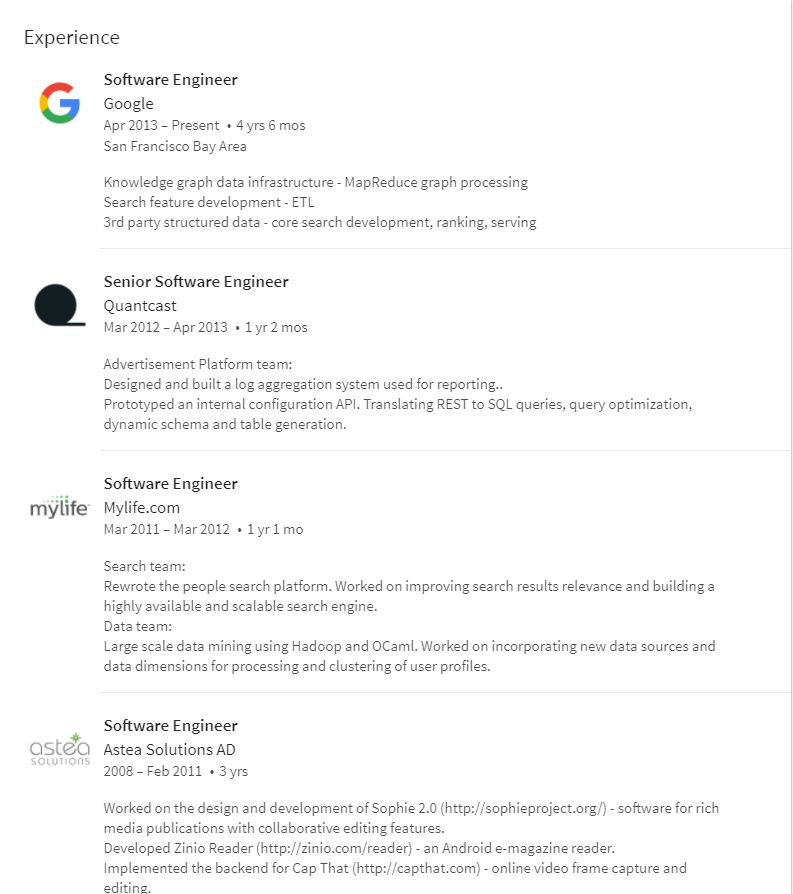 Experience
Software Engineer
Google
Apr 2013 – Present • 4 yrs 6 mos
San Francisco Bay Area
Knowledge graph data infrastructure - MapReduce graph processing
Search feature development - ETL
3rd party structured data - core search development, ranking, serving
Senior Software Engineer
Quantcast
Mar 2012 – Apr 2013 • 1 yr 2 mos
Advertisement Platform team:
Designed and built a log aggregation system used for reporting..
Prototyped an internal configuration API. Translating REST to SQL queries, query optimization,
dynamic schema and table generation.
mylife
Software Engineer
Mylife.com
Mar 2011 – Mar 2012 • 1 yr 1 mo
Search team:
Rewrote the people search platform. Worked on improving search results relevance and building a
highly available and scalable search engine.
Data team:
Large scale data mining using Hadoop and OCaml. Worked on incorporating new data sources and
data dimensions for processing and clustering of user profiles.
astea
SOLUTIONS
Software Engineer
Astea Solutions AD
2008 – Feb 2011 • 3 yrs
Worked on the design and development of Sophie 2.0 (http://sophieproject.org/) - software for rich
media publications with collaborative editing features.
Developed Zinio Reader (http://zinio.com/reader) - an Android e-magazine reader.
Implemented the backend for Cap That (http://capthat.com) - online video frame capture and
editing.